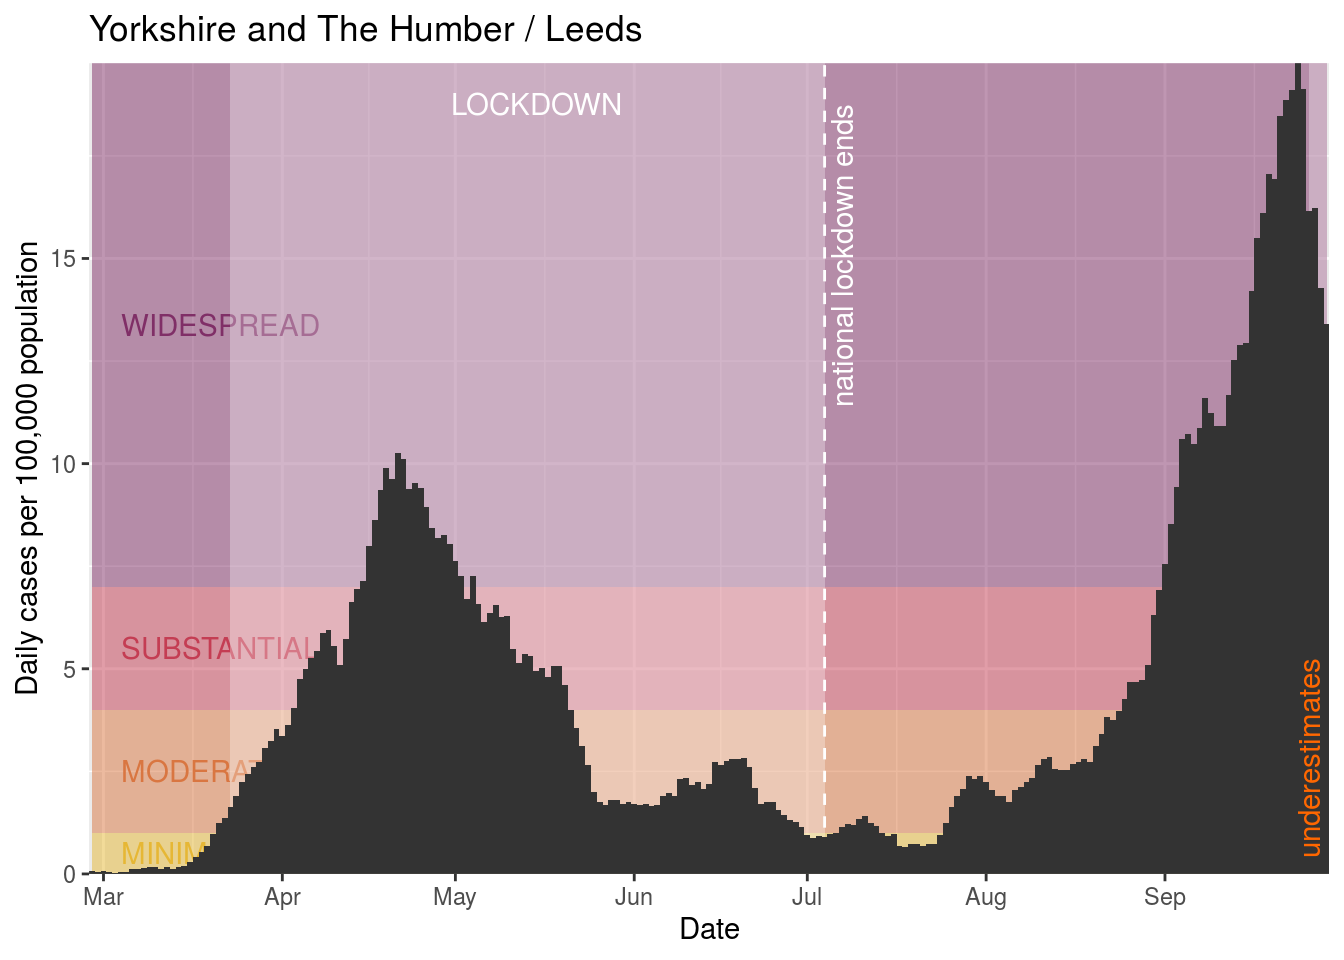 Yorkshire and The Humber / Leeds
LOCKDOWN
national lockdown ends
WIDESPREAD
SUBSTANTIAL
MODERAT
MINIM
underestimates
Daily cases per 100,000 population
15
10
5
0
Mar Apr May Jun Jul Aug Sep
Date